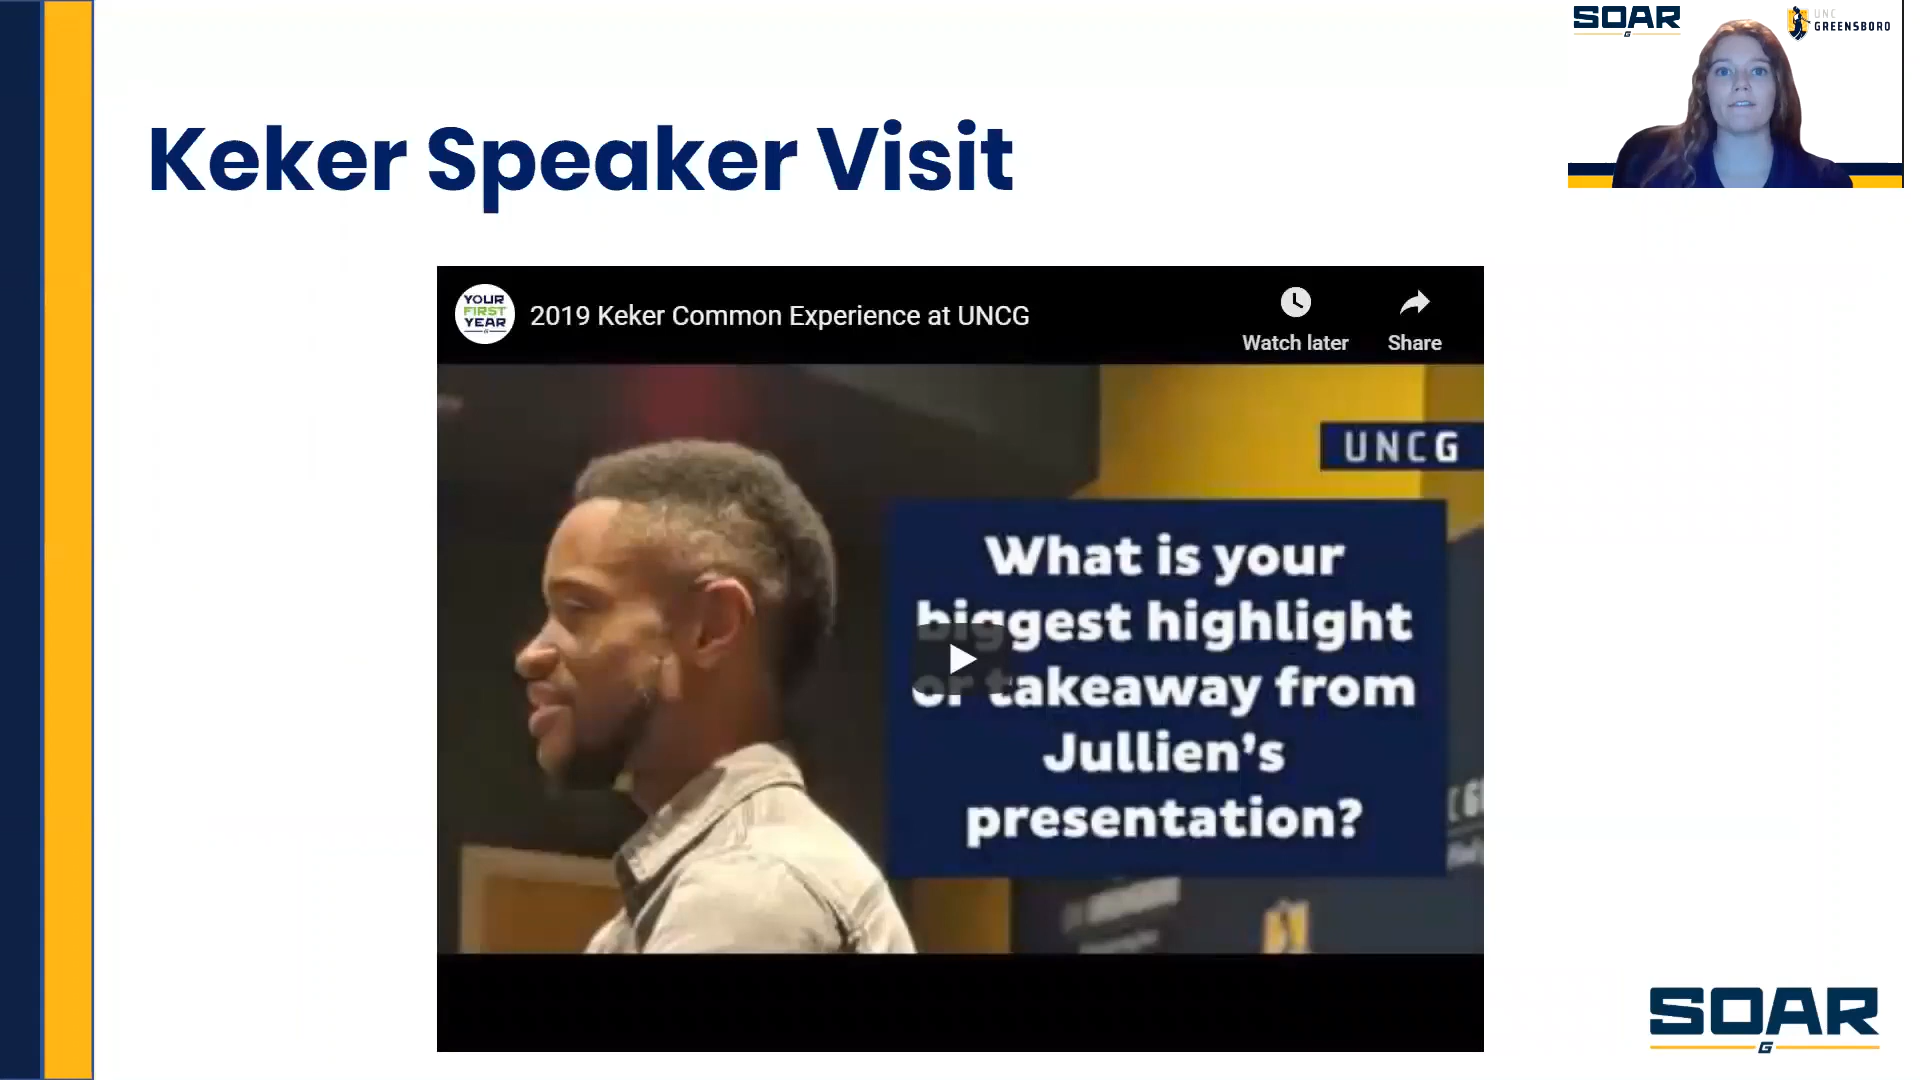 SOAR
G
UNC
GREENSBORO
Keker Speaker Visit
YOUR
FIRST
YEAR
G
2019 Keker Common Experience at UNCG
Watch later
Share
UNCG
What is your
biggest highlight
or takeaway from
Jullien's
presentation?
SOAR
G